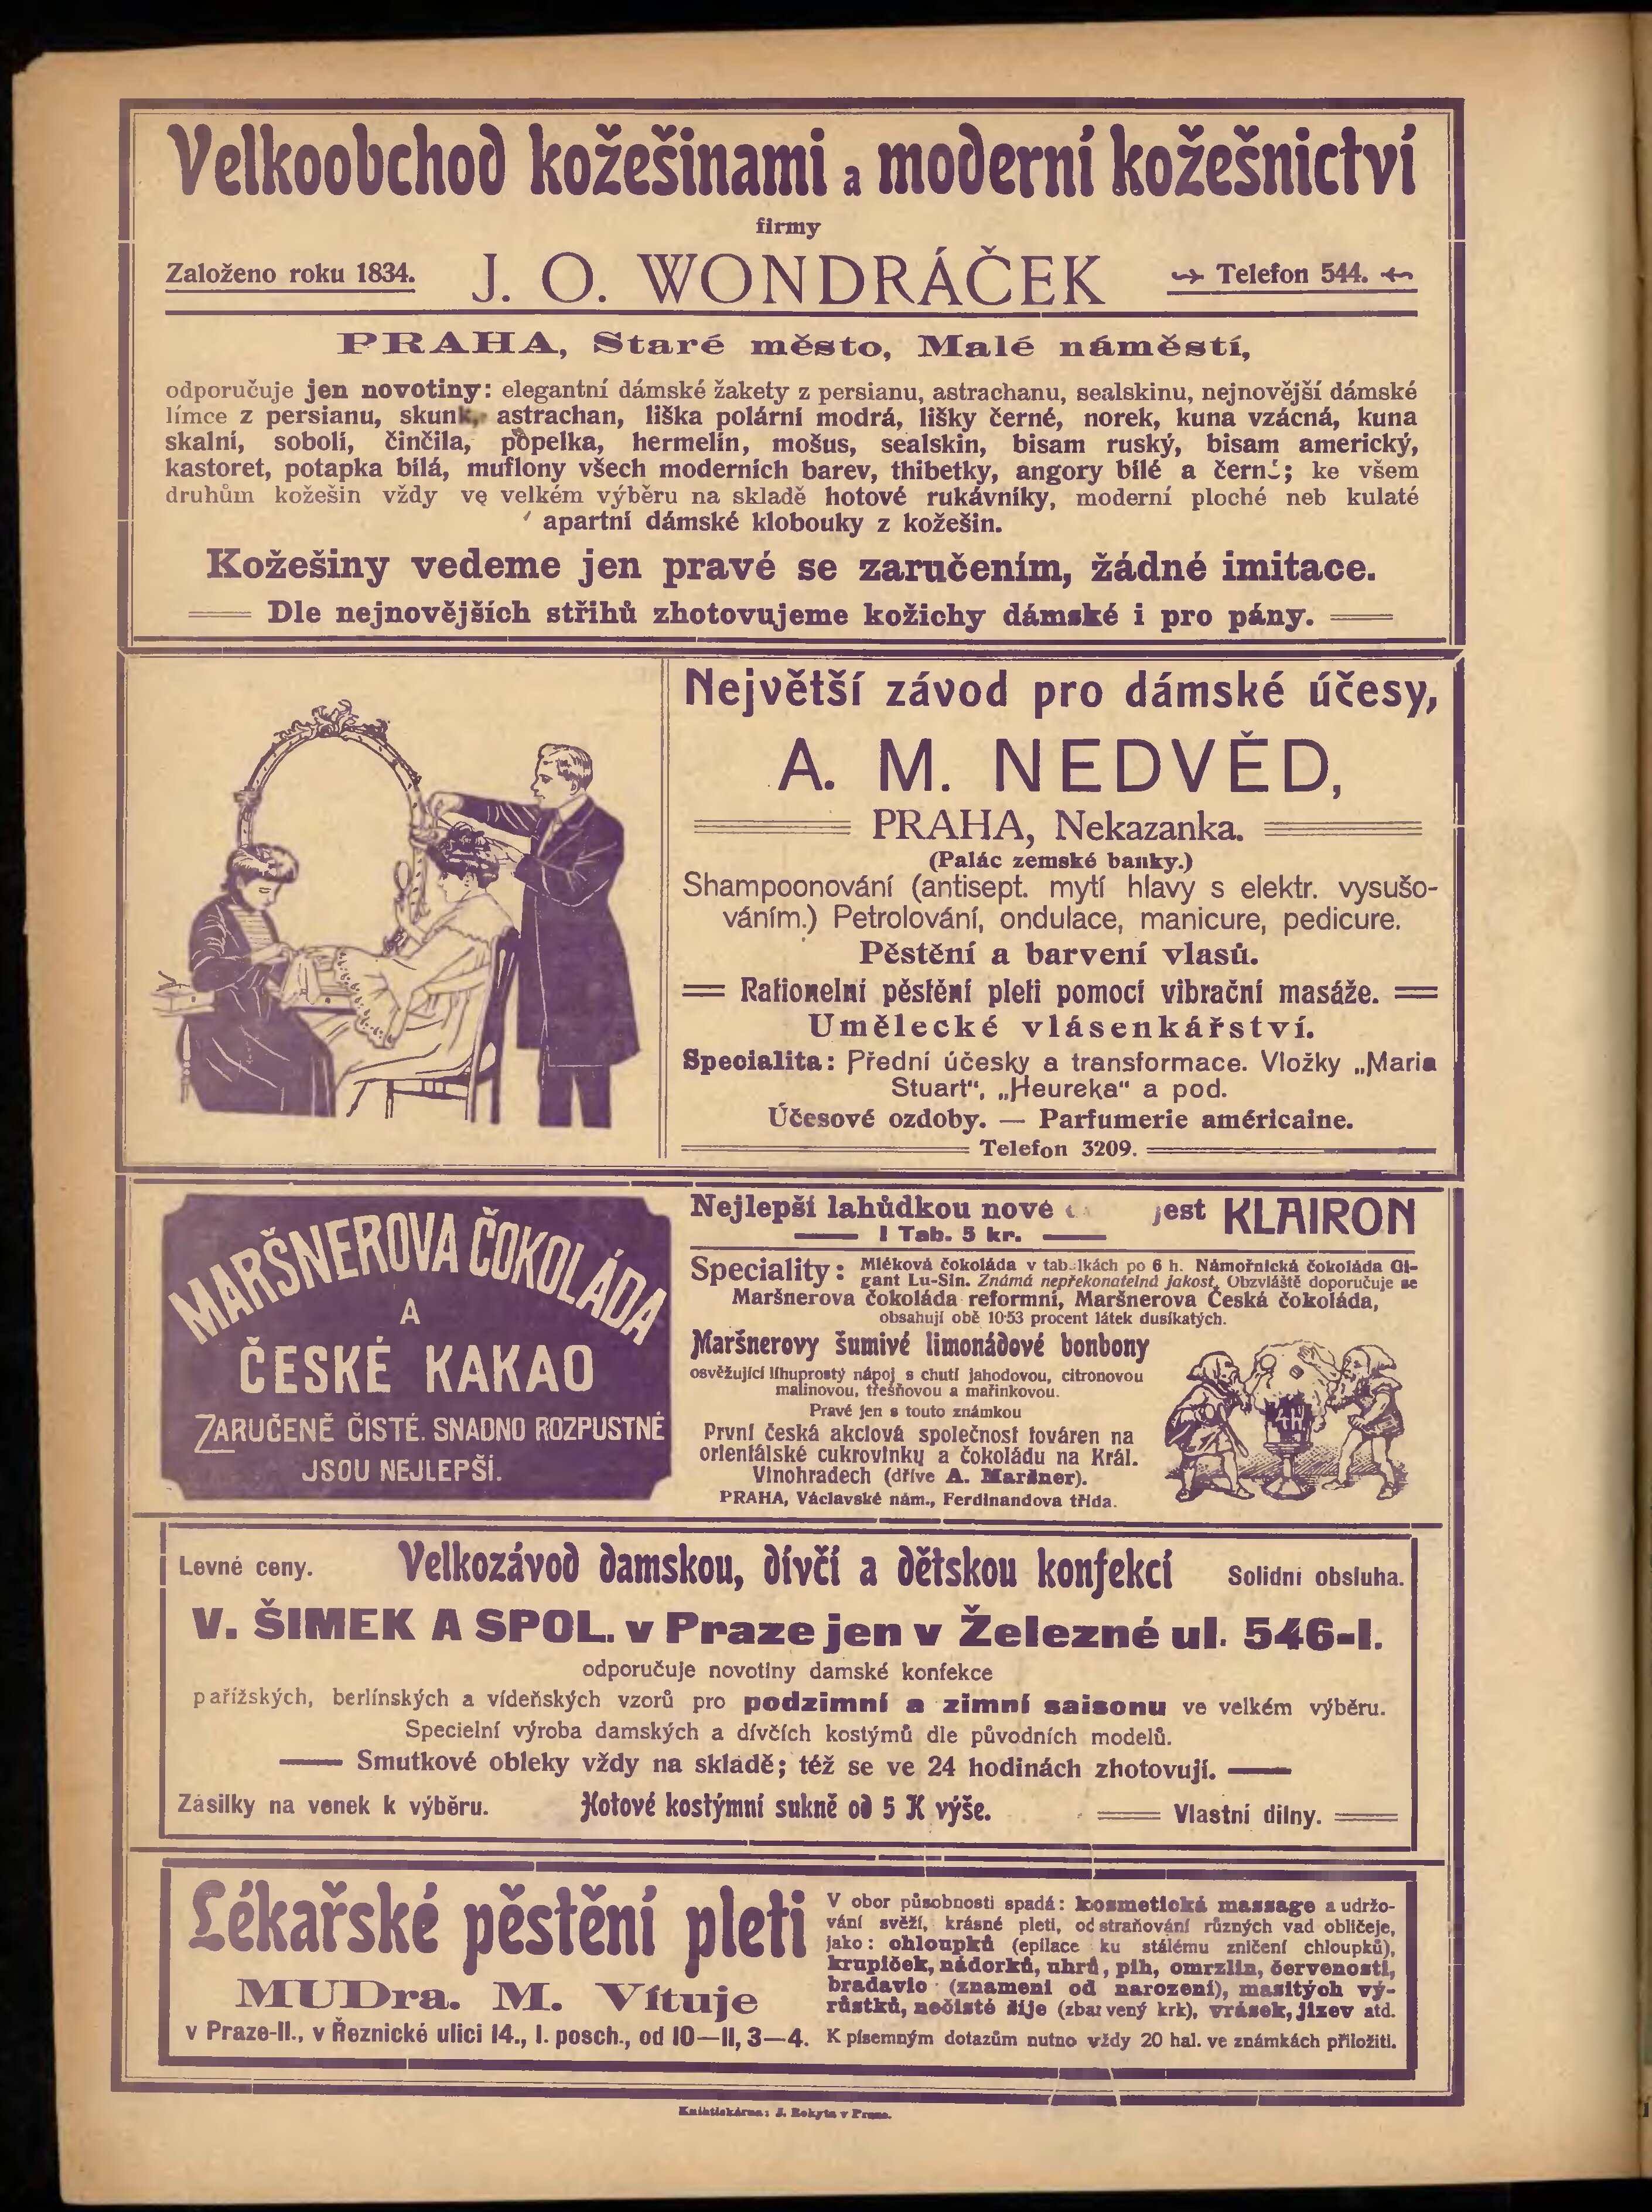 Velkoobchod kožešinami a moderní kožešnictví
firmy
Založeno roku 1834.
J. O. WONDRÁČEK
Telefon 544.
PRAHA, Staré město, Malé náměstí,
odporučuje jen novotiny: elegantní dámské žakety z persianu, astrachanu, sealskinu, nejnovější dámské
límce z persianu, skunk, astrachan, liška polární modrá, lišky černé, norek, kuna vzácná, kuna
skalní, soboli, činčila, popelka, hermelín, mošus, sealskin, bisam ruský, bisam americký,
kastoret, potapka bílá, muflony všech moderních barev, thibetky, angory bílé a černé; ke všem
druhům kožešin vždy ve velkém výběru na skladě hotové rukávníky, moderní ploché neb kulaté
apartní dámské klobouky z kožešin.
Kožešiny vedeme jen pravé se zaručením, žádné imitace.
Dle nejnovějších střihů zhotovujeme kožichy dámské i pro pány.
Největší závod pro dámské účesy,
A. M. NEDVĚD,
PRAHA, Nekazanka.
(Palác zemské banky.)
Shampoonování (antisept. mytí hlavy s elektr. vysušo-
váním.) Petrolování, ondulace, manicure, pedicure.
Pěstění a barvení vlasů.
Rationelní pěstění pleti pomocí vibrační masáže.
Umělecké vlásenkářství.
Specialita: Přední účesky a transformace. Vložky „Maria
Stuart“, „Heureka“ a pod.
Účesové ozdoby. — Parfumerie américaine.
Telefon 3209.
MARŠNEROVA ČOKOLÁDA
A
ČESKÉ KAKAO
ZARUČENĚ ČISTÉ. SNADNO ROZPUSTNÉ
JSOU NEJLEPŠÍ.
Nejlepší lahůdkou nové jest KLAIRON
1 Tab. 5 kr.
Speciality: Mléková čokoláda v tabulkách po 6 h. Námořnická čokoláda Gi-
gant Lu-Sin. Známá nepřekonatelná jakost. Obzvláště doporučuje se
Maršnerova čokoláda reformní, Maršnerova Česká čokoláda,
obsahují obě 10·53 procent látek dusíkatých.
Maršnerovy šumivé limonádové bonbony
osvěžující líhuprostý nápoj s chutí jahodovou, citronovou
malinovou, třešňovou a mařinkovou.
Pravé jen s touto známkou
První česká akciová společnost továren na
orientálské cukrovinky a čokoládu na Král.
Vinohradech (dříve A. Maršner).
PRAHA, Václavské nám., Ferdinandova třída.
Levné ceny.
Velkozávod damskou, dívčí a dětskou konfekcí
Solidní obsluha.
V. ŠIMEK A SPOL. v Praze jen v Železné ul. 546-I.
odporučuje novotiny damské konfekce
pařížských, berlínských a vídeňských vzorů pro podzimní a zimní saisonu ve velkém výběru.
Specielní výroba damských a dívčích kostýmů dle původních modelů.
Smutkové obleky vždy na skladě; též se ve 24 hodinách zhotovují.
Zásilky na venek k výběru.
Hotové kostýmní sukně od 5 K výše.
Vlastní dílny.
Lékařské pěstění pleti
MUDra. M. Vítuje
v Praze-II., v Řeznické ulici 14., I. posch., od 10—11, 3—4.
V obor působnosti spadá: kosmetická massage a udržo-
vání svěží, krásné pleti, odstraňování různých vad obličeje,
jako: chloupků (epilace ku stálému zničení chloupků),
krupiček, nádorků, uhrů, pih, omrzlin, červenosti,
bradavic (znamení od narození), masitých vý-
růstků, nečisté šije (zbarvený krk), vrásek, jizev atd.
K písemným dotazům nutno vždy 20 hal. ve známkách přiložiti.
Knihtiskárna: J. Rokyta v Praze.